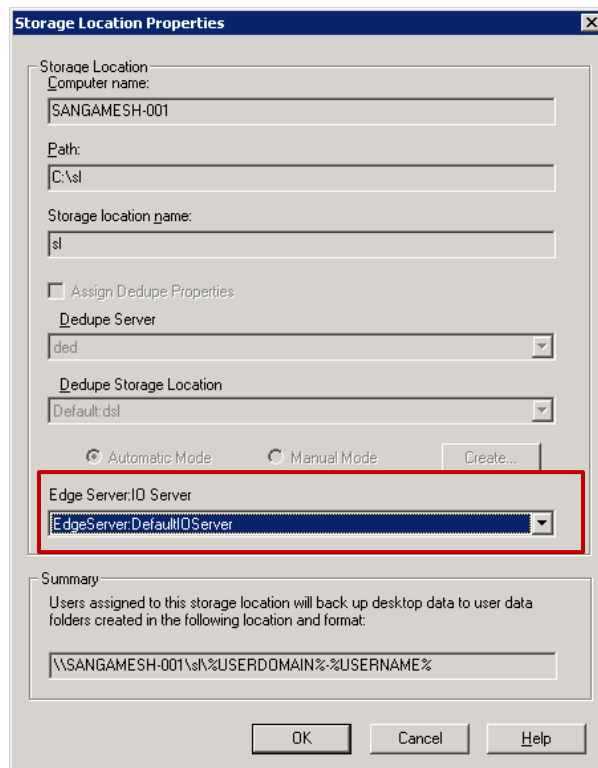 Storage Location Properties
Storage Location
Computer name:
SANGAMESH-001
Path:
C:\sl
Storage location name:
sl
Assign Dedupe Properties
Dedupe Server
ded
Dedupe Storage Location
Default:dsl
Automatic Mode Manual Mode Create...
Edge Server:IO Server
EdgeServer:DefaultIOServer
Summary
Users assigned to this storage location will back up desktop data to user data
folders created in the following location and format:
\\SANGAMESH-001\sl\%USERDOMAIN%-%USERNAME%
OK Cancel Help